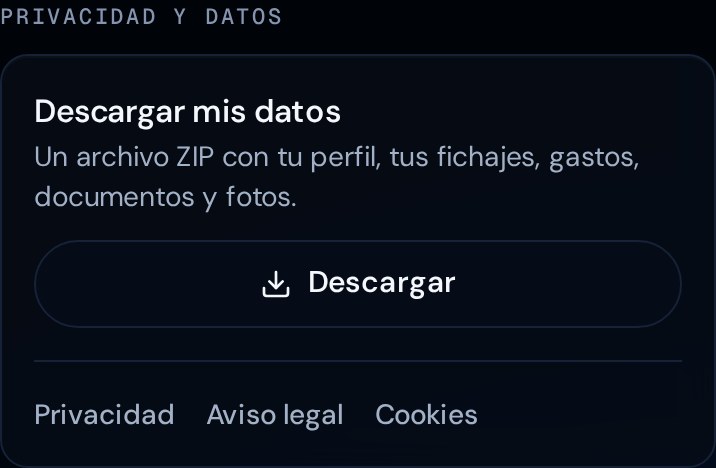 PRIVACIDAD Y DATOS
Descargar mis datos
Un archivo ZIP con tu perfil, tus fichajes, gastos,
documentos y fotos.
Descargar
Privacidad Aviso legal Cookies